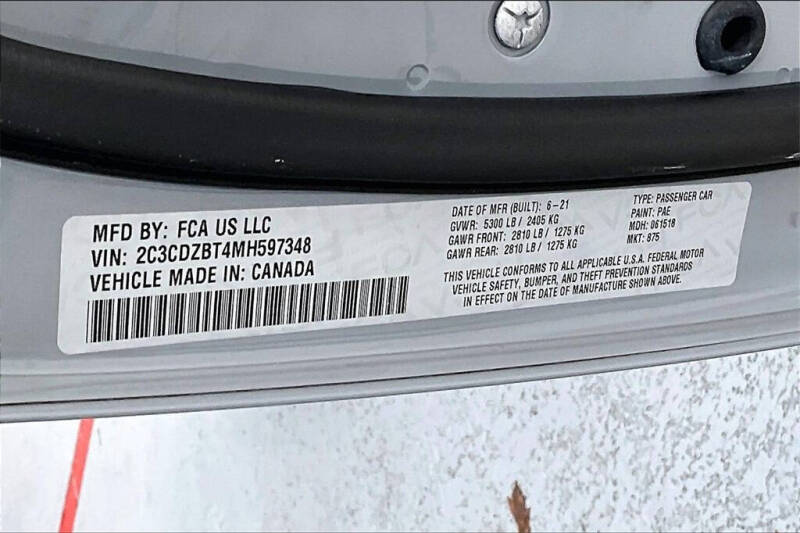 MFD BY: FCA US LLC
VIN: 2C3CDZBT4MH597348
VEHICLE MADE IN: CANADA
DATE OF MFR (BUILT): 6-21
GVWR: 5300 LB / 2405 KG
GAWR FRONT: 2810 LB / 1275 KG
GAWR REAR: 2810 LB / 1275 KG
TYPE: PASSENGER CAR
PAINT: PAE
MDH: 061518
MKT: 875
THIS VEHICLE CONFORMS TO ALL APPLICABLE U.S.A. FEDERAL MOTOR
VEHICLE SAFETY, BUMPER, AND THEFT PREVENTION STANDARDS
IN EFFECT ON THE DATE OF MANUFACTURE SHOWN ABOVE.